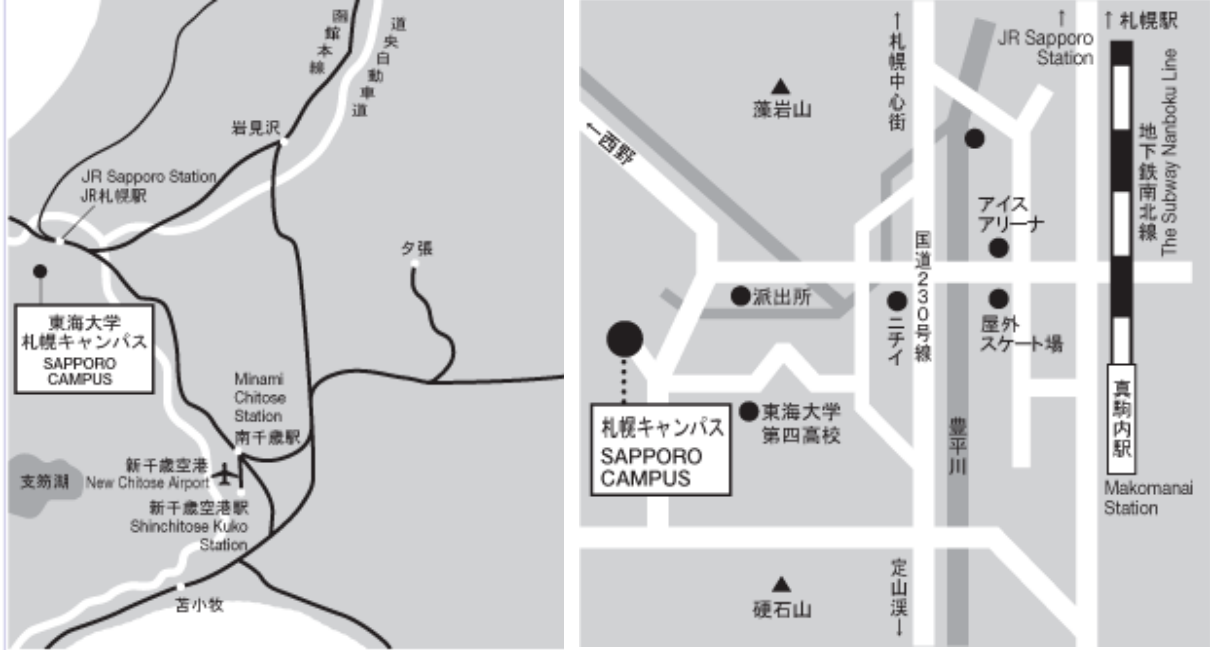 函館本線
道央自動車道
岩見沢
JR Sapporo Station
JR札幌駅
夕張
東海大学
札幌キャンパス
SAPPORO
CAMPUS
Minami
Chitose
Station
南千歳駅
支笏湖
新千歳空港
New Chitose Airport
新千歳空港駅
Shinchitose Kuko
Station
苫小牧
↑札幌中心街
↑
JR Sapporo
Station
↑札幌駅
地下鉄南北線
The Subway Nanboku Line
▲
藻岩山
←西野
アイス
アリーナ
国道230号線
派出所
ニチイ
屋外
スケート場
札幌キャンパス
SAPPORO
CAMPUS
東海大学
第四高校
豊平川
真駒内駅
Makomanai
Station
▲
硬石山
定山渓→